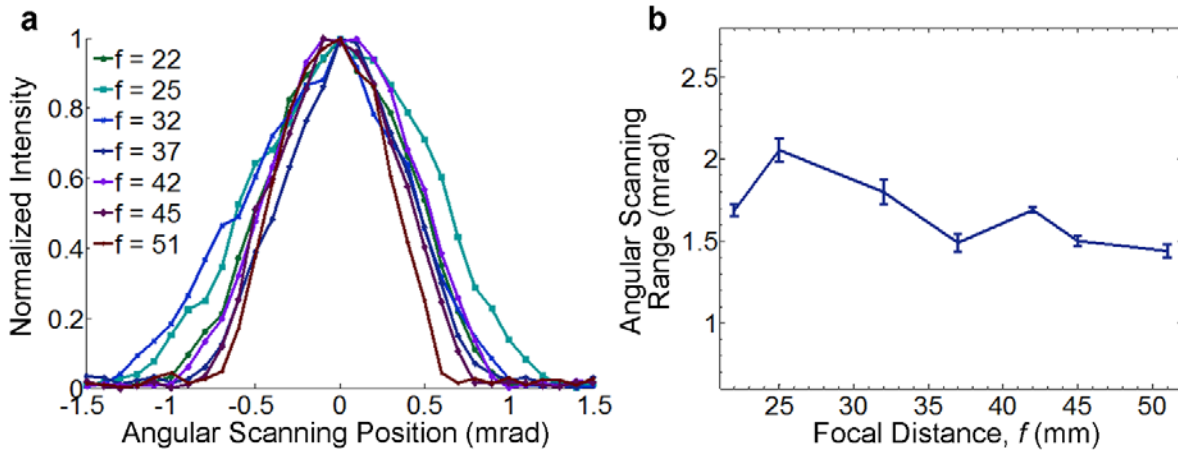 a
Normalized Intensity
1
0.8
0.6
0.4
0.2
0
f = 22
f = 25
f = 32
f = 37
f = 42
f = 45
f = 51
-1.5 -1 -0.5 0 0.5 1 1.5
Angular Scanning Position (mrad)
b
Angular Scanning
Range (mrad)
2.5
2
1.5
1
25 30 35 40 45 50
Focal Distance, f (mm)